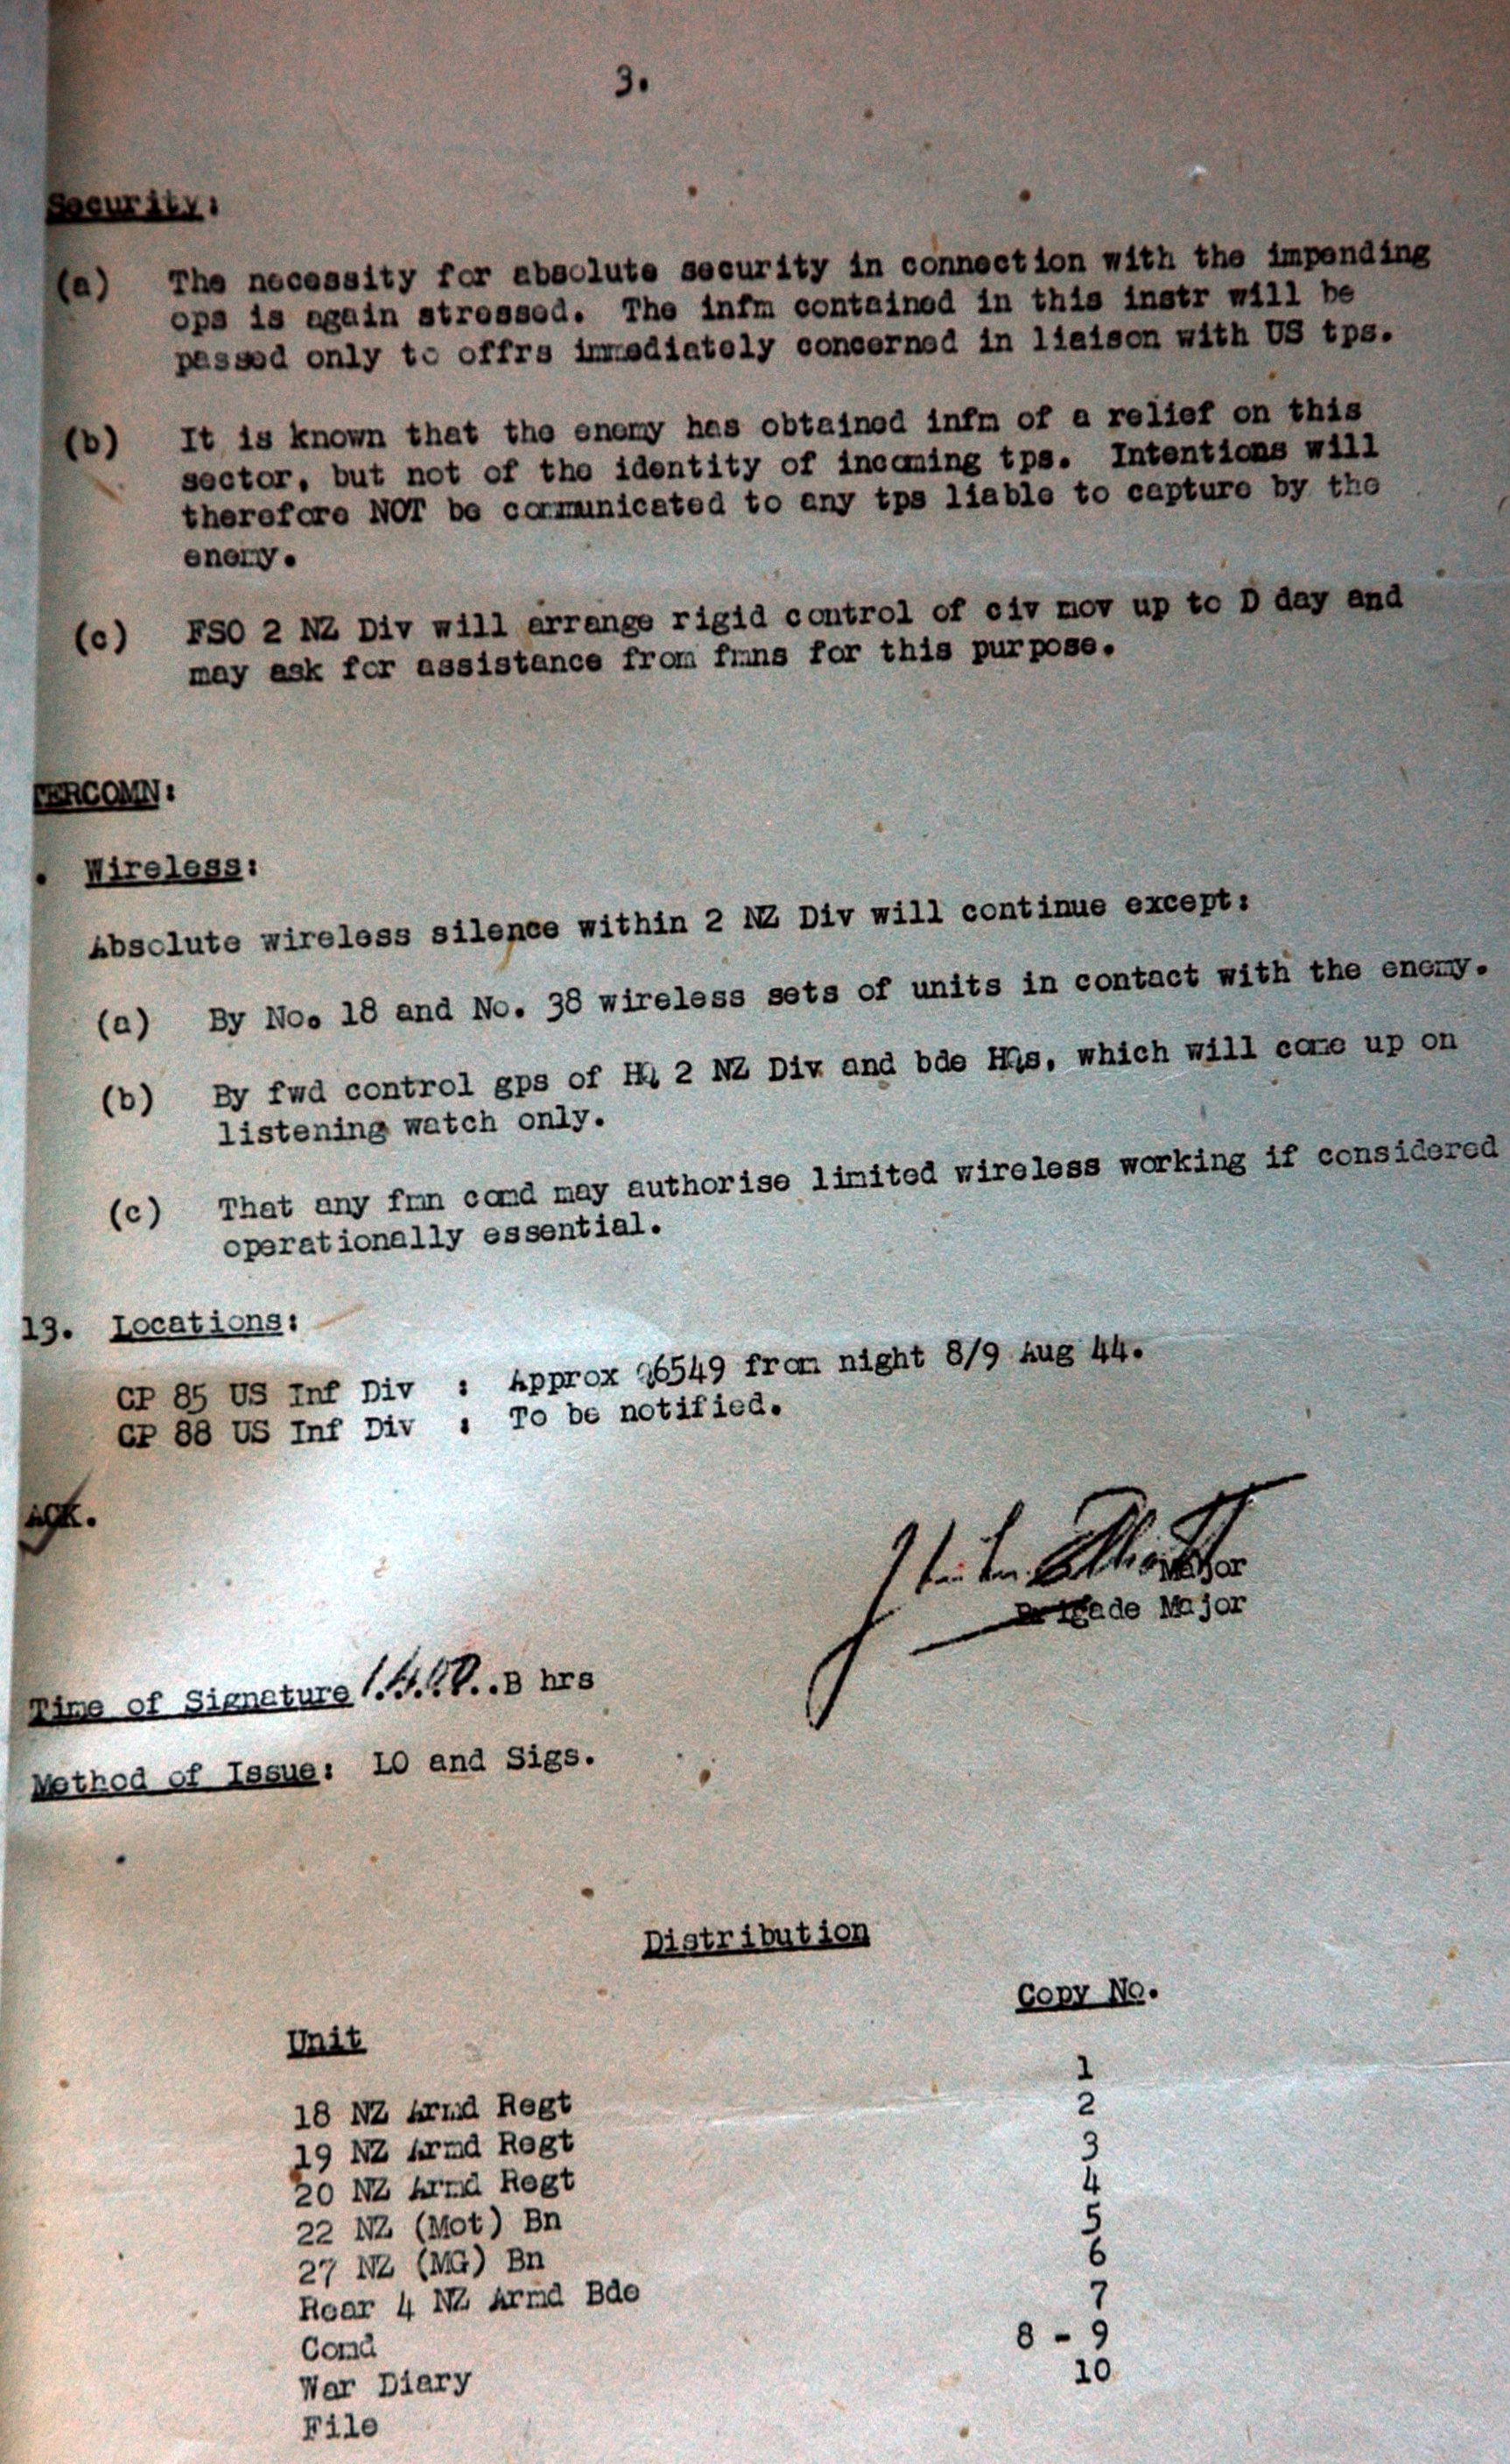 3.
Security:
(a) The necessity for absolute security in connection with the impending
ops is again stressed. The infm contained in this instr will be
passed only to offrs immediately concerned in liaison with US tps.
(b) It is known that the enemy has obtained infm of a relief on this
sector, but not of the identity of incoming tps. Intentions will
therefore NOT be communicated to any tps liable to capture by the
enemy.
(c) FSO 2 NZ Div will arrange rigid control of civ mov up to D day and
may ask for assistance from fmns for this purpose.
INTERCOMN:
. Wireless:
Absolute wireless silence within 2 NZ Div will continue except:
(a) By No. 18 and No. 38 wireless sets of units in contact with the enemy.
(b) By fwd control gps of HQ 2 NZ Div and bde HQs, which will come up on
listening watch only.
(c) That any fmn comd may authorise limited wireless working if considered
operationally essential.
13. Locations:
CP 85 US Inf Div : Approx 6549 from night 8/9 Aug 44.
CP 88 US Inf Div : To be notified.
ACK.
Major
Brigade Major
Time of Signature B hrs
Method of Issue: LO and Sigs.
Distribution
Unit Copy No.
18 NZ Armd Regt 1
19 NZ Armd Regt 2
20 NZ Armd Regt 3
22 NZ (Mot) Bn 4
27 NZ (MG) Bn 5
Rear 4 NZ Armd Bde 6
Comd 7
War Diary 8 - 9
File 10